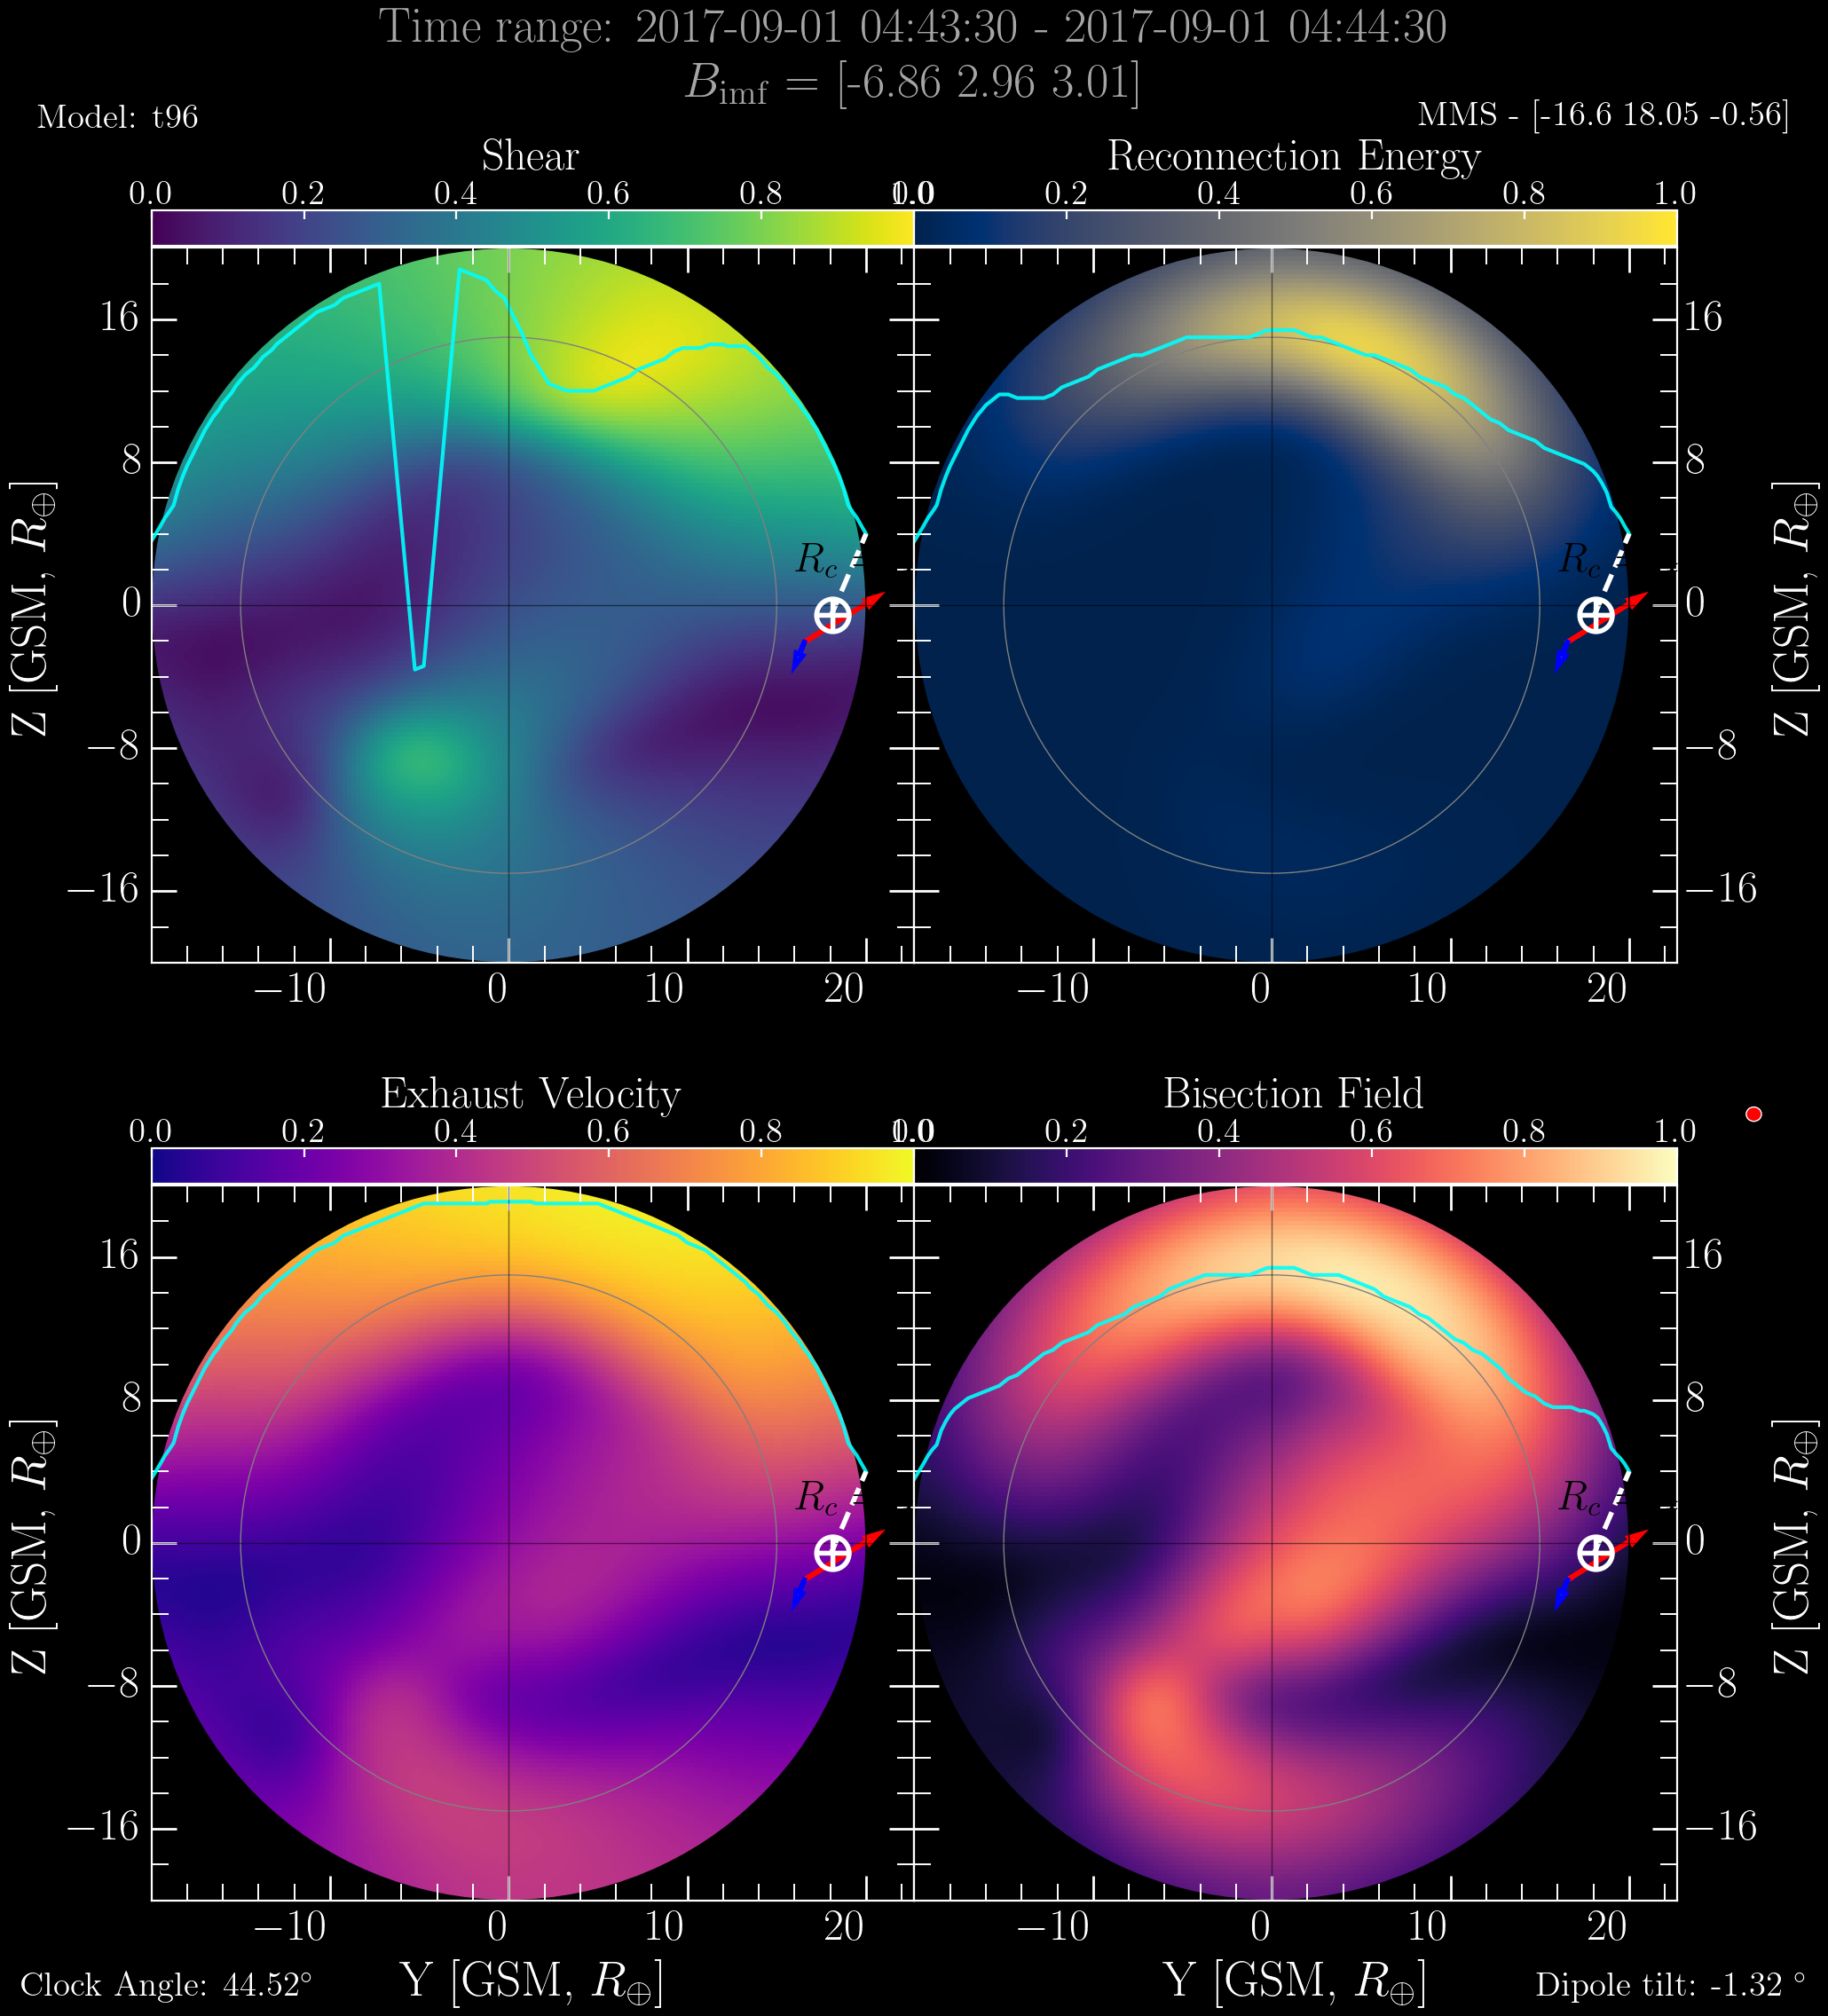 Time range: 2017-09-01 04:43:30 - 2017-09-01 04:44:30
B_imf = [-6.86 2.96 3.01]
Model: t96
MMS - [-16.6 18.05 -0.56]
Shear
Reconnection Energy
0.0 0.2 0.4 0.6 0.8 1.0
0.0 0.2 0.4 0.6 0.8 1.0
Z [GSM, R⊕]
16
8
0
−8
−16
R_c =
R_c =
16
8
0
−8
−16
Z [GSM, R⊕]
−10 0 10 20
−10 0 10 20
Exhaust Velocity
Bisection Field
0.0 0.2 0.4 0.6 0.8 1.0
0.0 0.2 0.4 0.6 0.8 1.0
Z [GSM, R⊕]
16
8
0
−8
−16
R_c =
R_c =
16
8
0
−8
−16
Z [GSM, R⊕]
−10 0 10 20
−10 0 10 20
Y [GSM, R⊕]
Y [GSM, R⊕]
Clock Angle: 44.52°
Dipole tilt: -1.32 °